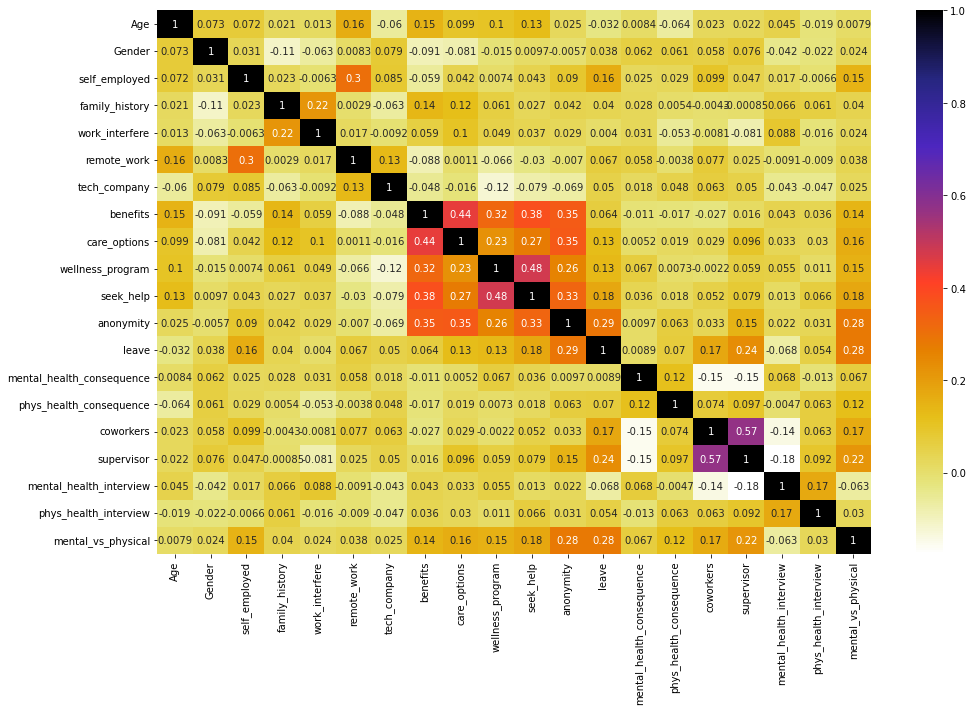 Age 1 0.073 0.072 0.021 0.013 0.16 -0.06 0.15 0.099 0.1 0.13 0.025 -0.032 0.0084 -0.064 0.023 0.022 0.045 -0.019 0.0079
Gender 0.073 1 0.031 -0.11 -0.063 0.0083 0.079 -0.091 -0.081 -0.015 0.0097 -0.0057 0.038 0.062 0.061 0.058 0.076 -0.042 -0.022 0.024
self_employed 0.072 0.031 1 0.023 -0.0063 0.3 0.085 -0.059 0.042 0.0074 0.043 0.09 0.16 0.025 0.029 0.099 0.047 0.017 -0.0066 0.15
family_history 0.021 -0.11 0.023 1 0.22 0.0029 -0.063 0.14 0.12 0.061 0.027 0.042 0.04 0.028 0.0054 -0.0043 -0.00085 0.066 0.061 0.04
work_interfere 0.013 -0.063 -0.0063 0.22 1 0.017 -0.0092 0.059 0.1 0.049 0.037 0.029 0.004 0.031 -0.053 -0.0081 -0.081 0.088 -0.016 0.024
remote_work 0.16 0.0083 0.3 0.0029 0.017 1 0.13 -0.088 0.0011 -0.066 -0.03 -0.007 0.067 0.058 -0.0038 0.077 0.025 -0.0091 -0.009 0.038
tech_company -0.06 0.079 0.085 -0.063 -0.0092 0.13 1 -0.048 -0.016 -0.12 -0.079 -0.069 0.05 0.018 0.048 0.063 0.05 -0.043 -0.047 0.025
benefits 0.15 -0.091 -0.059 0.14 0.059 -0.088 -0.048 1 0.44 0.32 0.38 0.35 0.064 -0.011 -0.017 -0.027 0.016 0.043 0.036 0.14
care_options 0.099 -0.081 0.042 0.12 0.1 0.0011 -0.016 0.44 1 0.23 0.27 0.35 0.13 0.0052 0.019 0.029 0.096 0.033 0.03 0.16
wellness_program 0.1 -0.015 0.0074 0.061 0.049 -0.066 -0.12 0.32 0.23 1 0.48 0.26 0.13 0.067 0.0073 -0.0022 0.059 0.055 0.011 0.15
seek_help 0.13 0.0097 0.043 0.027 0.037 -0.03 -0.079 0.38 0.27 0.48 1 0.33 0.18 0.036 0.018 0.052 0.079 0.013 0.066 0.18
anonymity 0.025 -0.0057 0.09 0.042 0.029 -0.007 -0.069 0.35 0.35 0.26 0.33 1 0.29 0.0097 0.063 0.033 0.15 0.022 0.031 0.28
leave -0.032 0.038 0.16 0.04 0.004 0.067 0.05 0.064 0.13 0.13 0.18 0.29 1 0.0089 0.07 0.17 0.24 -0.068 0.054 0.28
mental_health_consequence 0.0084 0.062 0.025 0.028 0.031 0.058 0.018 -0.011 0.0052 0.067 0.036 0.0097 0.0089 1 0.12 -0.15 -0.15 0.068 -0.013 0.067
phys_health_consequence -0.064 0.061 0.029 0.0054 -0.053 -0.0038 0.048 -0.017 0.019 0.0073 0.018 0.063 0.07 0.12 1 0.074 0.097 -0.0047 0.063 0.12
coworkers 0.023 0.058 0.099 -0.0043 -0.0081 0.077 0.063 -0.027 0.029 -0.0022 0.052 0.033 0.17 -0.15 0.074 1 0.57 -0.14 0.063 0.17
supervisor 0.022 0.076 0.047 -0.00085 -0.081 0.025 0.05 0.016 0.096 0.059 0.079 0.15 0.24 -0.15 0.097 0.57 1 -0.18 0.092 0.22
mental_health_interview 0.045 -0.042 0.017 0.066 0.088 -0.0091 -0.043 0.043 0.033 0.055 0.013 0.022 -0.068 0.068 -0.0047 -0.14 -0.18 1 0.17 -0.063
phys_health_interview -0.019 -0.022 -0.0066 0.061 -0.016 -0.009 -0.047 0.036 0.03 0.011 0.066 0.031 0.054 -0.013 0.063 0.063 0.092 0.17 1 0.03
mental_vs_physical 0.0079 0.024 0.15 0.04 0.024 0.038 0.025 0.14 0.16 0.15 0.18 0.28 0.28 0.067 0.12 0.17 0.22 -0.063 0.03 1
Age
Gender
self_employed
family_history
work_interfere
remote_work
tech_company
benefits
care_options
wellness_program
seek_help
anonymity
leave
mental_health_consequence
phys_health_consequence
coworkers
supervisor
mental_health_interview
phys_health_interview
mental_vs_physical
1.0
0.8
0.6
0.4
0.2
0.0